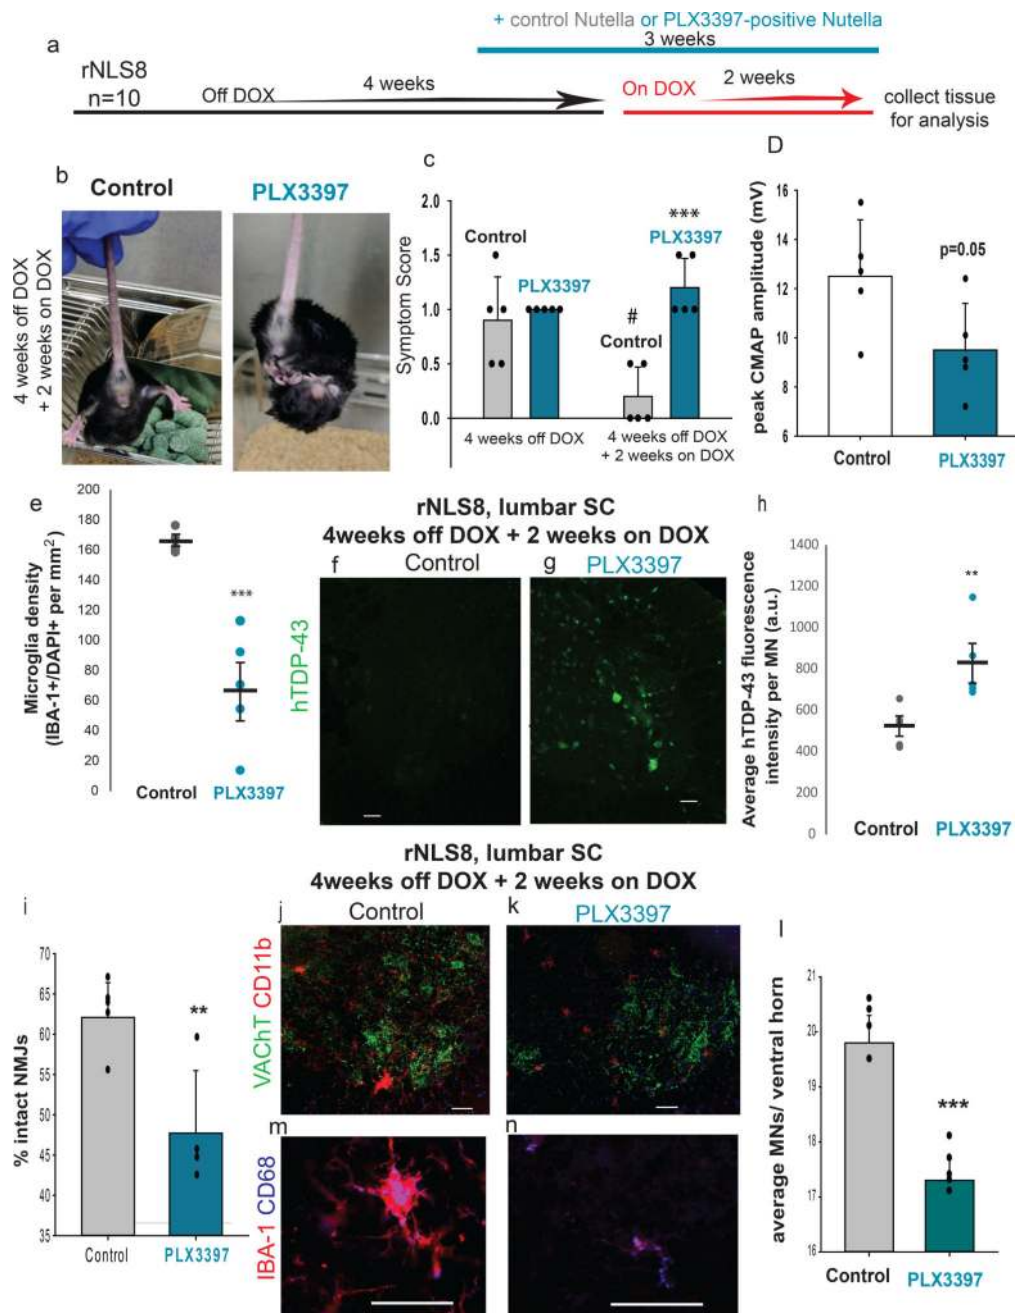 + control Nutella or PLX3397-positive Nutella
3 weeks
a
rNLS8
n=10
Off DOX
4 weeks
On DOX
2 weeks
collect tissue
for analysis
b
Control
PLX3397
4 weeks off DOX
+ 2 weeks on DOX
c
Symptom Score
2.0
1.5
1.0
0.5
0.0
Control
PLX3397
#
Control
***
PLX3397
4 weeks off DOX
4 weeks off DOX
+ 2 weeks on DOX
D
peak CMAP amplitude (mV)
16
14
12
10
8
6
p=0.05
Control
PLX3397
e
Microglia density
(IBA-1+/DAPI+ per mm2)
200
180
160
140
120
100
80
60
40
20
0
***
Control
PLX3397
rNLS8, lumbar SC
4weeks off DOX + 2 weeks on DOX
f
Control
g
PLX3397
hTDP-43
h
Average hTDP-43 fluorescence
intensity per MN (a.u.)
1400
1200
1000
800
600
400
200
0
**
Control
PLX3397
rNLS8, lumbar SC
4weeks off DOX + 2 weeks on DOX
i
% intact NMJs
70
65
60
55
50
45
40
35
**
Control
PLX3397
j
Control
k
PLX3397
VAChT CD11b
m
n
IBA-1 CD68
l
average MNs/ ventral horn
21
20
19
18
17
16
***
Control
PLX3397